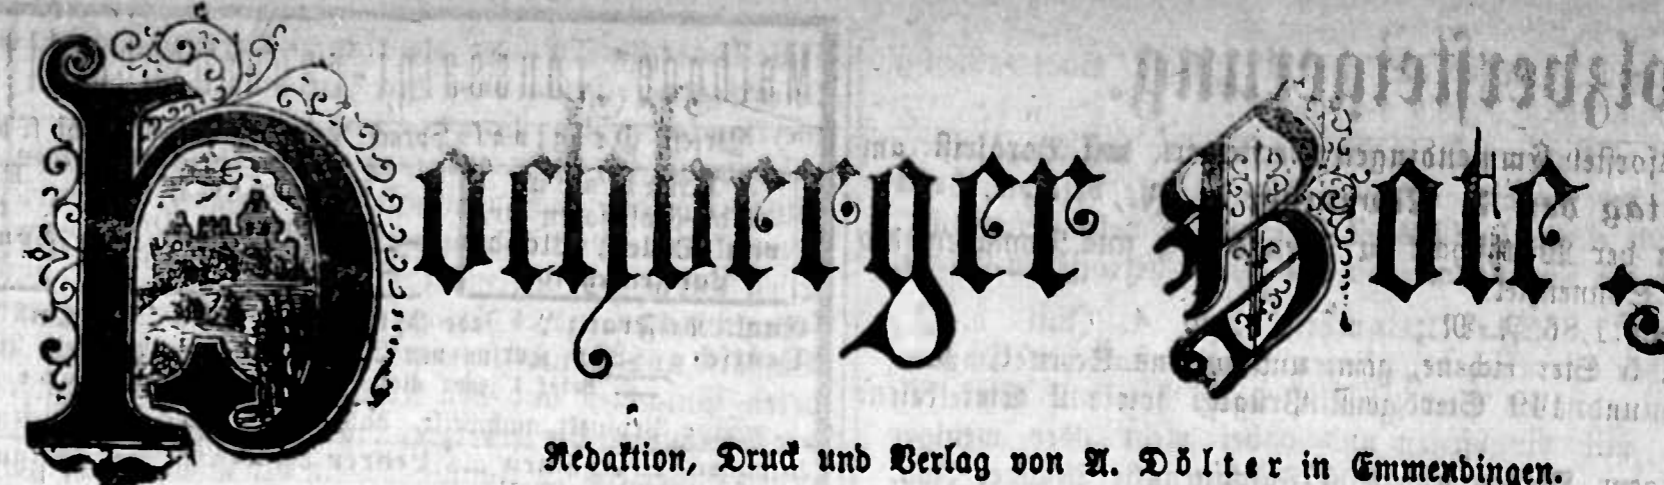 Hochberger Bote.
Redaktion, Druck und Verlag von A. Dölter in Emmendingen.